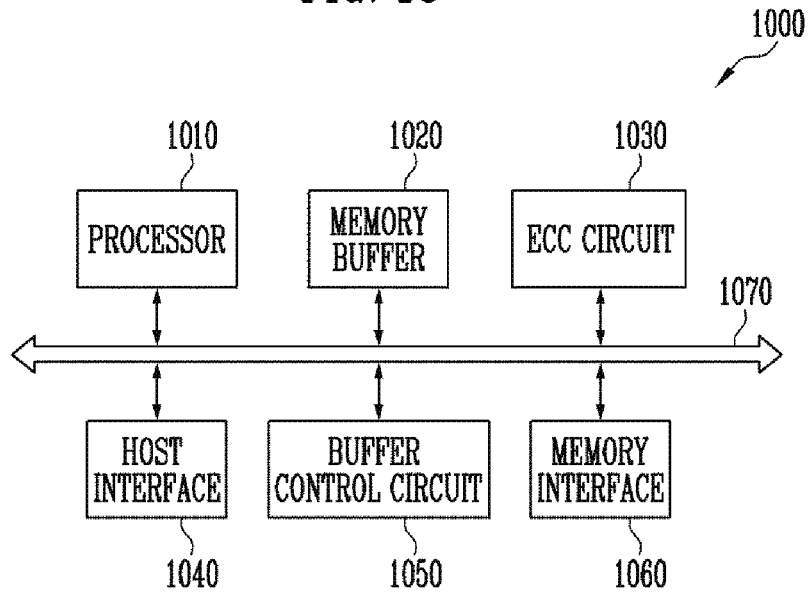 1000
1010
1020
1030
PROCESSOR
MEMORY
BUFFER
ECC CIRCUIT
1070
HOST
INTERFACE
BUFFER
CONTROL CIRCUIT
MEMORY
INTERFACE
1040
1050
1060